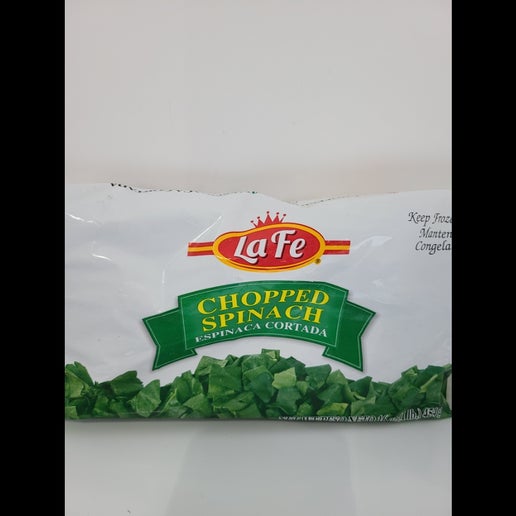 Keep Froze
Manten
Congela
La Fe
CHOPPED
SPINACH
ESPINACA CORTADA